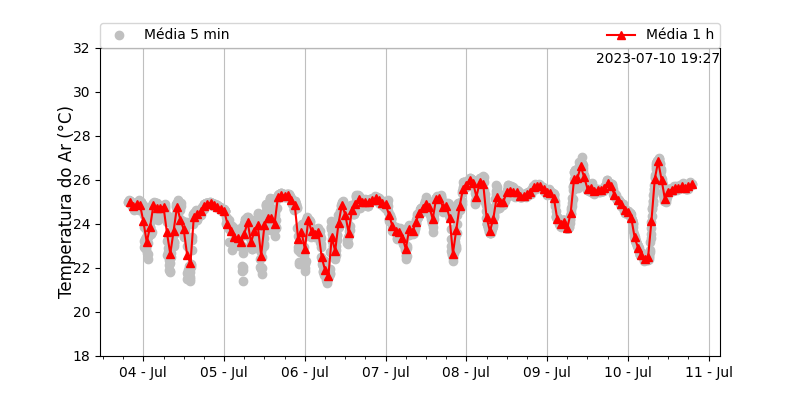 Média 5 min
Média 1 h
2023-07-10 19:27
Temperatura do Ar (°C)
32
30
28
26
24
22
20
18
04 - Jul
05 - Jul
06 - Jul
07 - Jul
08 - Jul
09 - Jul
10 - Jul
11 - Jul